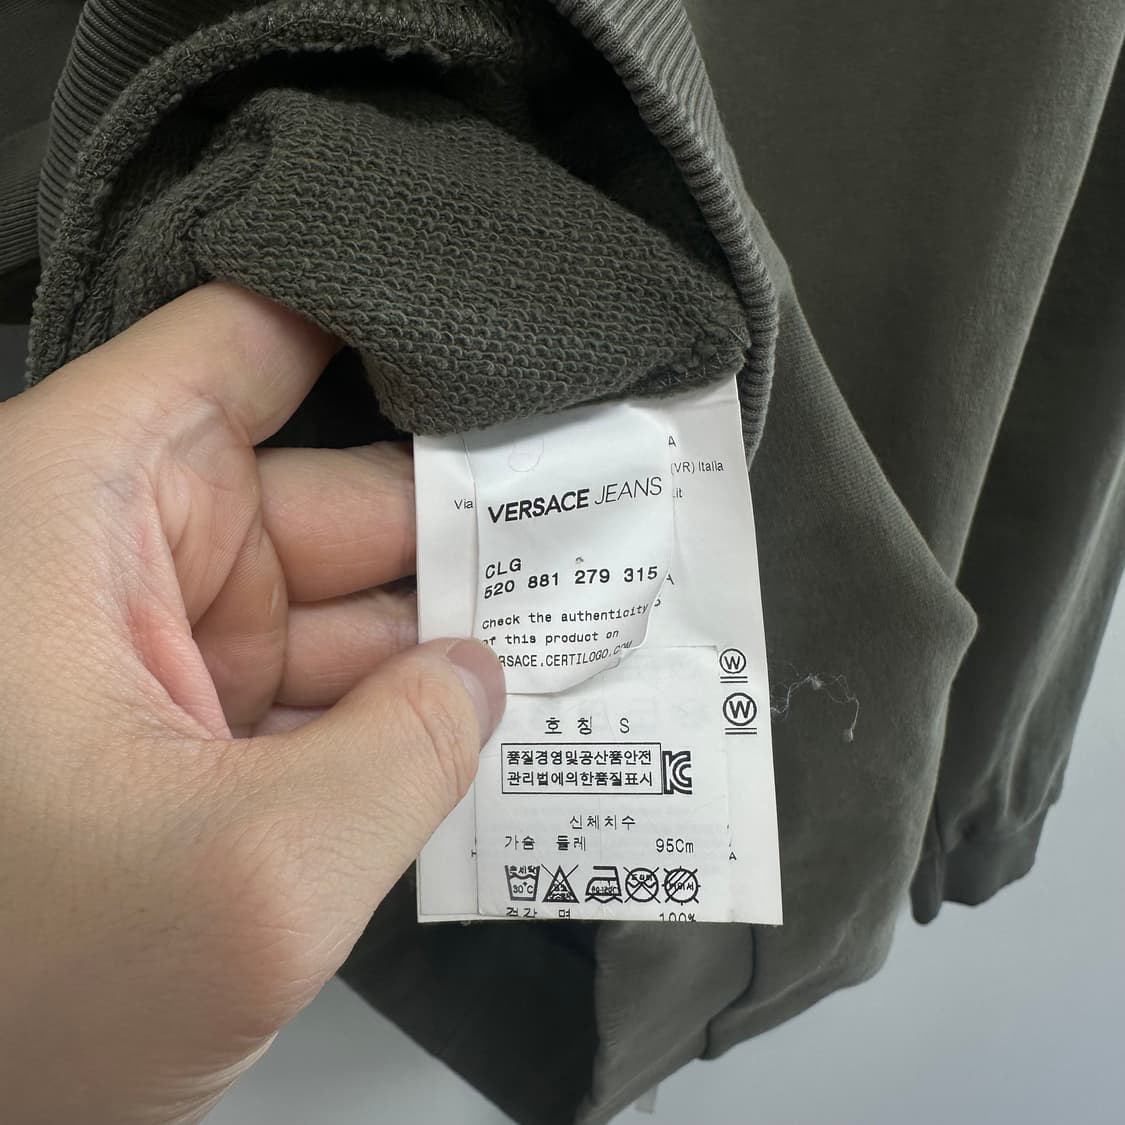 (VR) Italia
Via
.it
VERSACE JEANS
CLG
520 881 279 315
check the authenticity
of this product on
RSACE.CERTILOGO.COM
W
W
호칭 S
품질경영및공산품안전
관리법에의한품질표시
신체치수
가슴 둘레 95Cm
30°C
100%